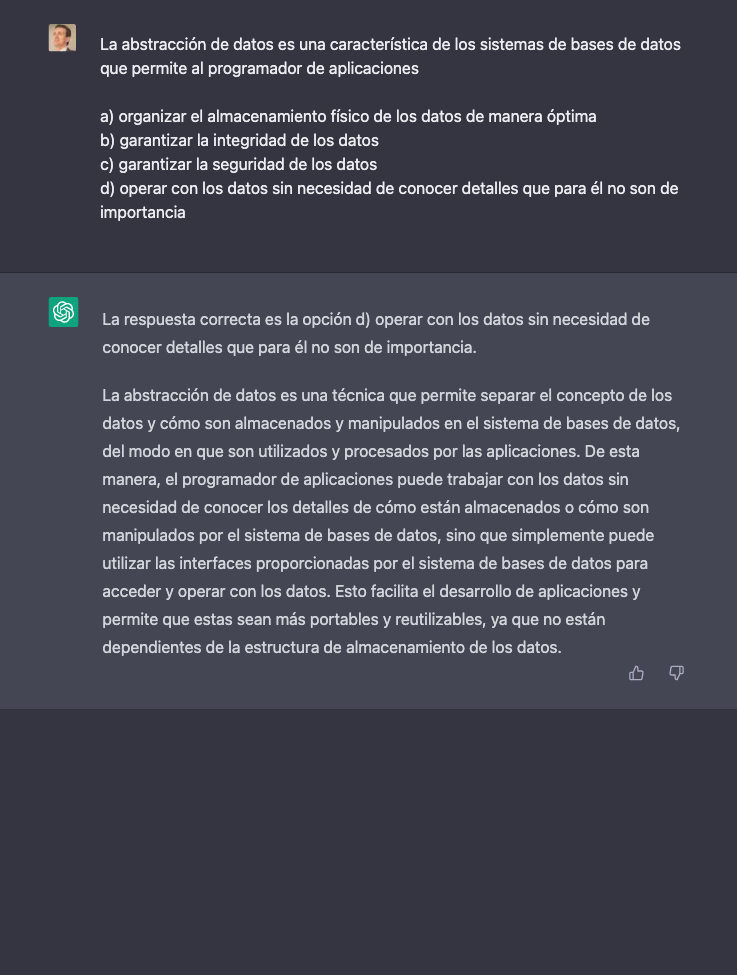 La abstracción de datos es una característica de los sistemas de bases de datos
que permite al programador de aplicaciones
a) organizar el almacenamiento físico de los datos de manera óptima
b) garantizar la integridad de los datos
c) garantizar la seguridad de los datos
d) operar con los datos sin necesidad de conocer detalles que para él no son de
importancia
La respuesta correcta es la opción d) operar con los datos sin necesidad de
conocer detalles que para él no son de importancia.
La abstracción de datos es una técnica que permite separar el concepto de los
datos y cómo son almacenados y manipulados en el sistema de bases de datos,
del modo en que son utilizados y procesados por las aplicaciones. De esta
manera, el programador de aplicaciones puede trabajar con los datos sin
necesidad de conocer los detalles de cómo están almacenados o cómo son
manipulados por el sistema de bases de datos, sino que simplemente puede
utilizar las interfaces proporcionadas por el sistema de bases de datos para
acceder y operar con los datos. Esto facilita el desarrollo de aplicaciones y
permite que estas sean más portables y reutilizables, ya que no están
dependientes de la estructura de almacenamiento de los datos.